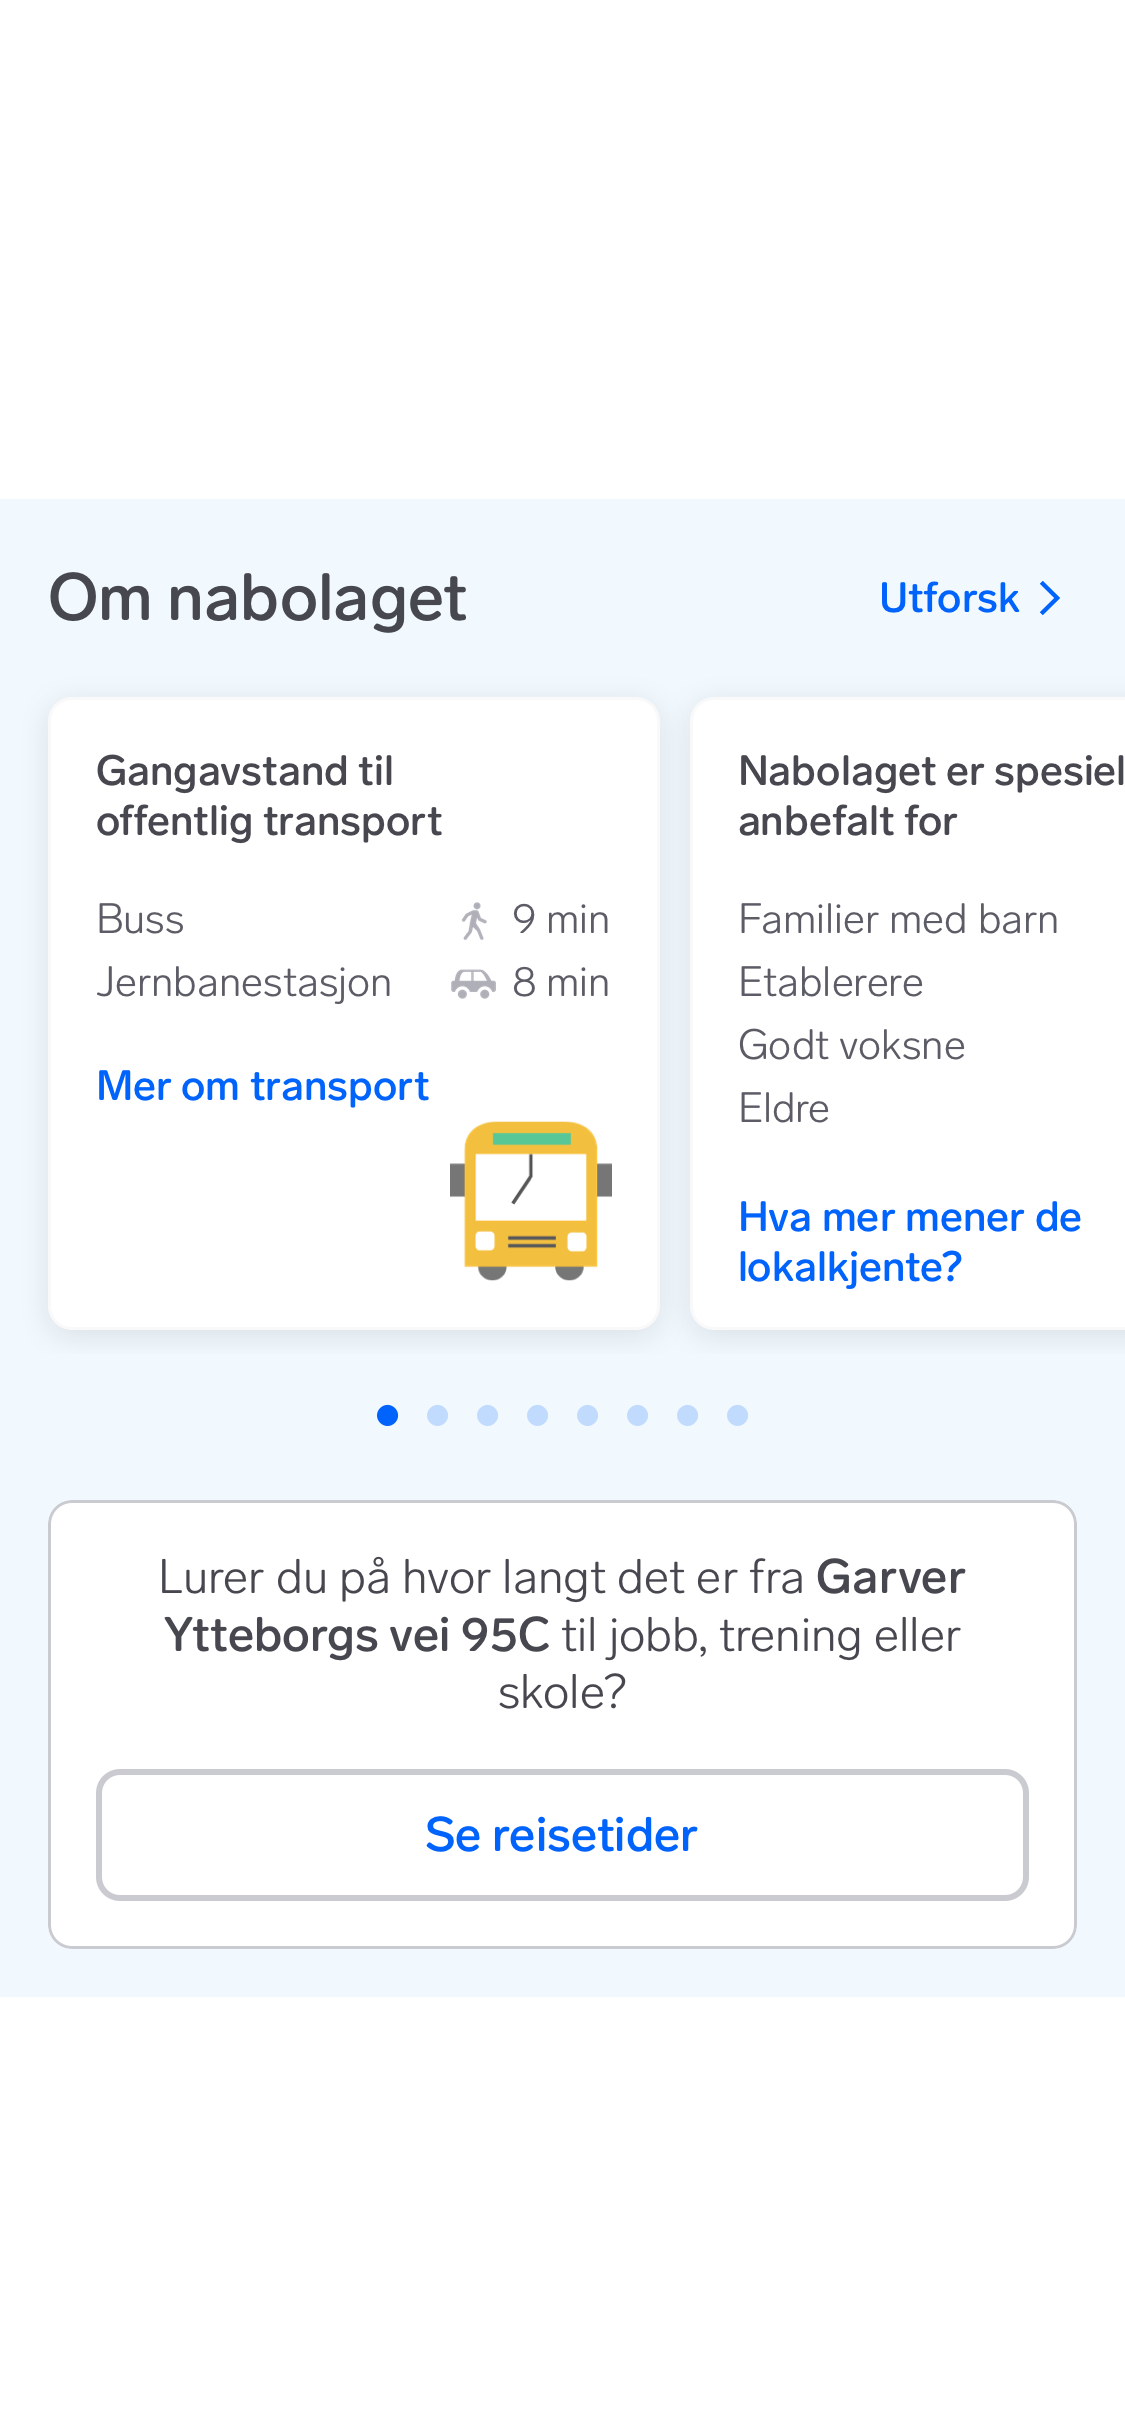 Om nabolaget
Utforsk
Gangavstand til
offentlig transport
Buss 9 min
Jernbanestasjon 8 min
Mer om transport
Nabolaget er spesiel
anbefalt for
Familier med barn
Etablerere
Godt voksne
Eldre
Hva mer mener de
lokalkjente?
Lurer du på hvor langt det er fra Garver
Ytteborgs vei 95C til jobb, trening eller
skole?
Se reisetider